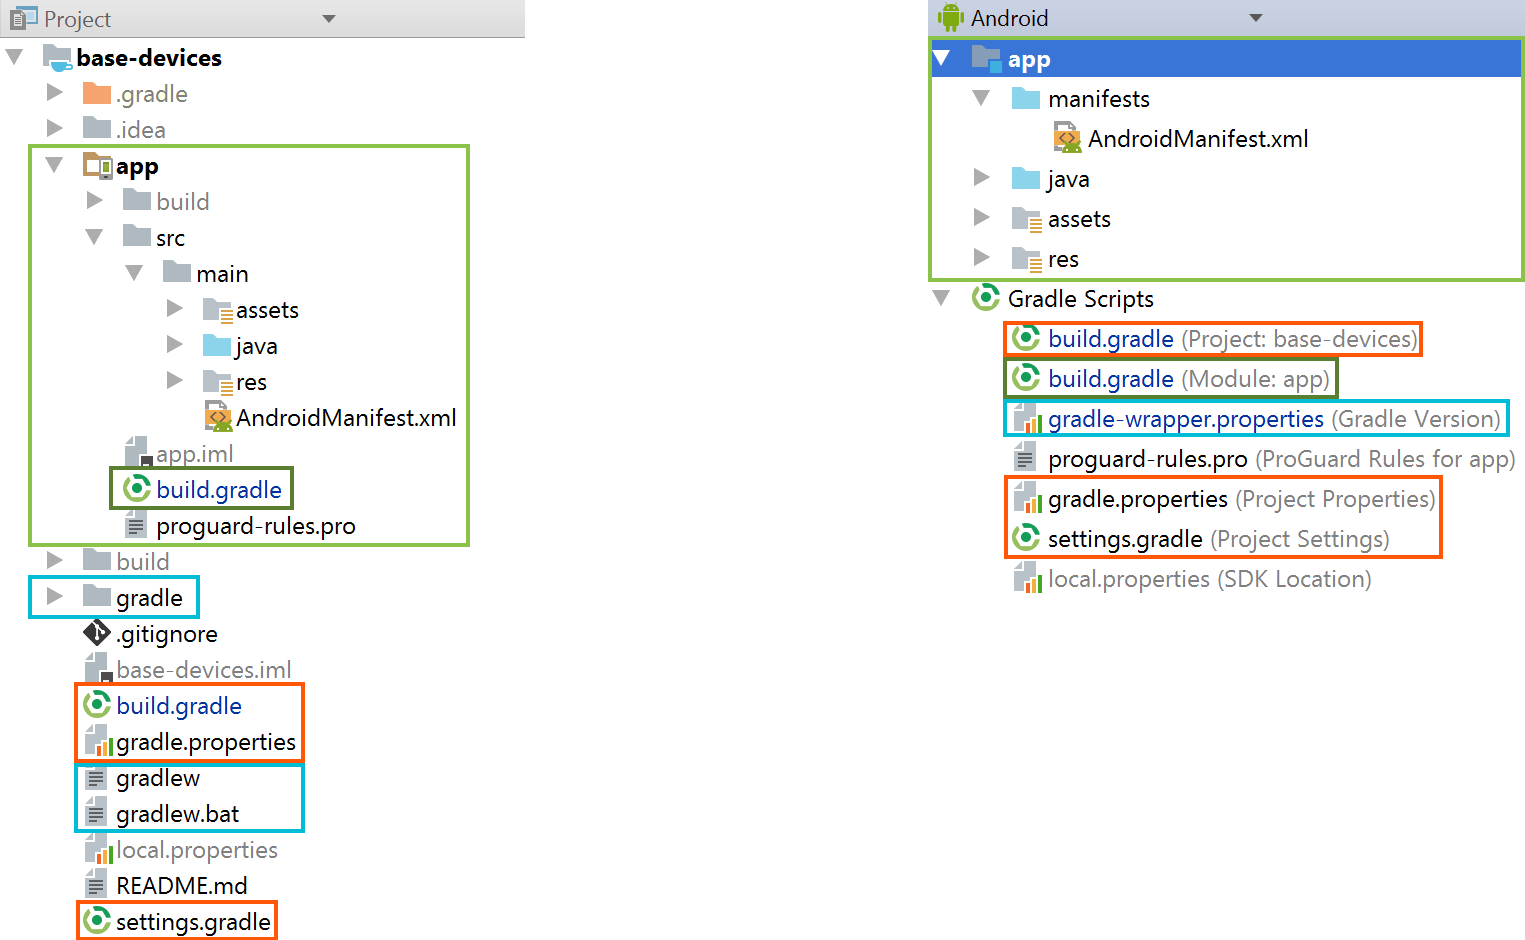 Project
base-devices
.gradle
.idea
app
build
src
main
assets
java
res
AndroidManifest.xml
app.iml
build.gradle
proguard-rules.pro
build
gradle
.gitignore
base-devices.iml
build.gradle
gradle.properties
gradlew
gradlew.bat
local.properties
README.md
settings.gradle
Android
app
manifests
AndroidManifest.xml
java
assets
res
Gradle Scripts
build.gradle (Project: base-devices)
build.gradle (Module: app)
gradle-wrapper.properties (Gradle Version)
proguard-rules.pro (ProGuard Rules for app)
gradle.properties (Project Properties)
settings.gradle (Project Settings)
local.properties (SDK Location)